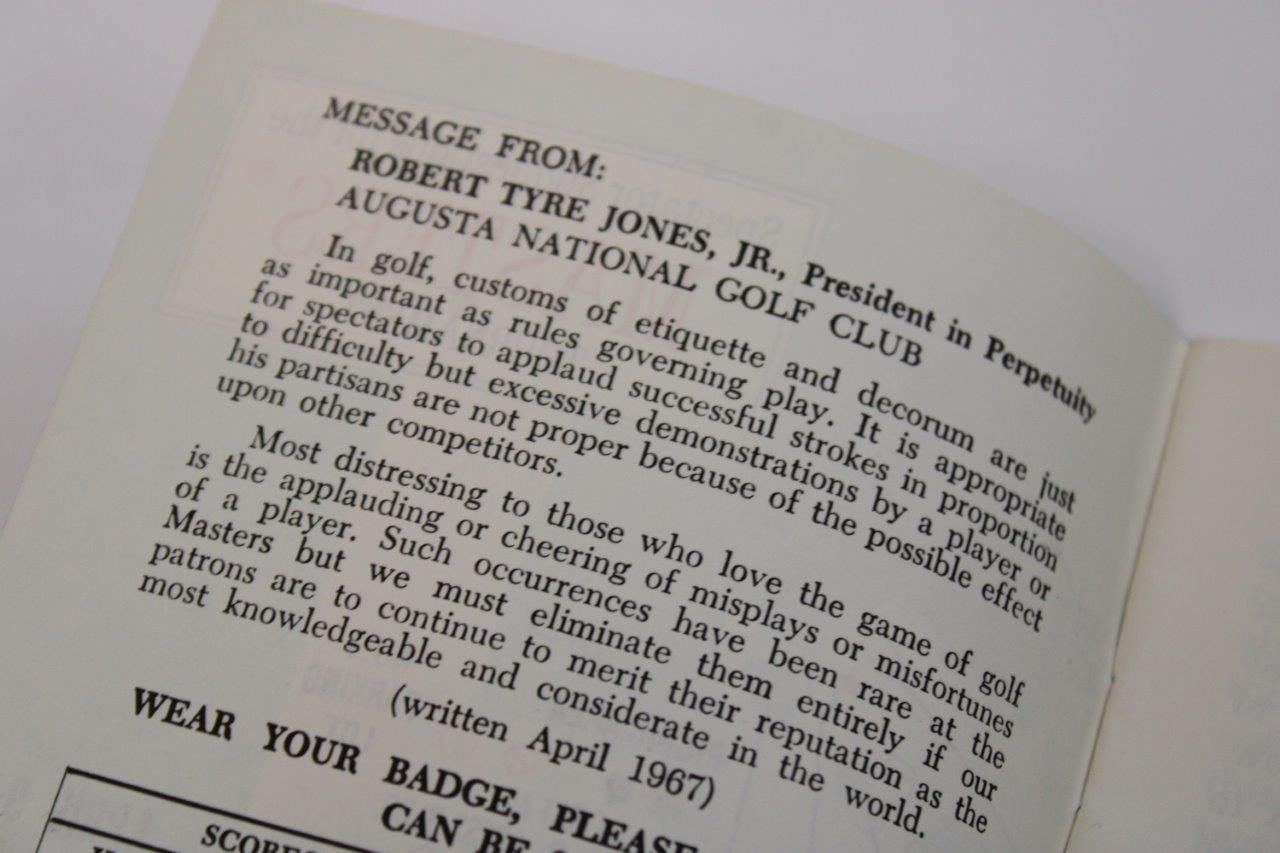 MESSAGE FROM:
ROBERT TYRE JONES, JR., President in Perpetuity
AUGUSTA NATIONAL GOLF CLUB
In golf, customs of etiquette and decorum are just
as important as rules governing play. It is appropriate
for spectators to applaud successful strokes in proportion
to difficulty but excessive demonstrations by a player or
his partisans are not proper because of the possible effect
upon other competitors.
Most distressing to those who love the game of golf
is the applauding or cheering of misplays or misfortunes
of a player. Such occurrences have been rare at the
Masters but we must eliminate them entirely if our
patrons are to continue to merit their reputation as the
most knowledgeable and considerate in the world.
(written April 1967)
WEAR YOUR BADGE, PLEASE
CAN BE